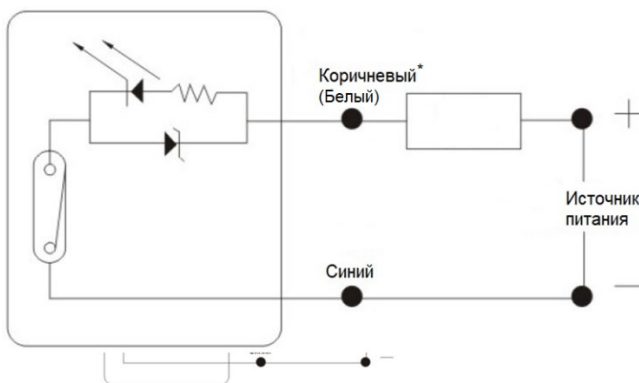 Коричневый*
(Белый)
+
Источник
питания
Синий
—